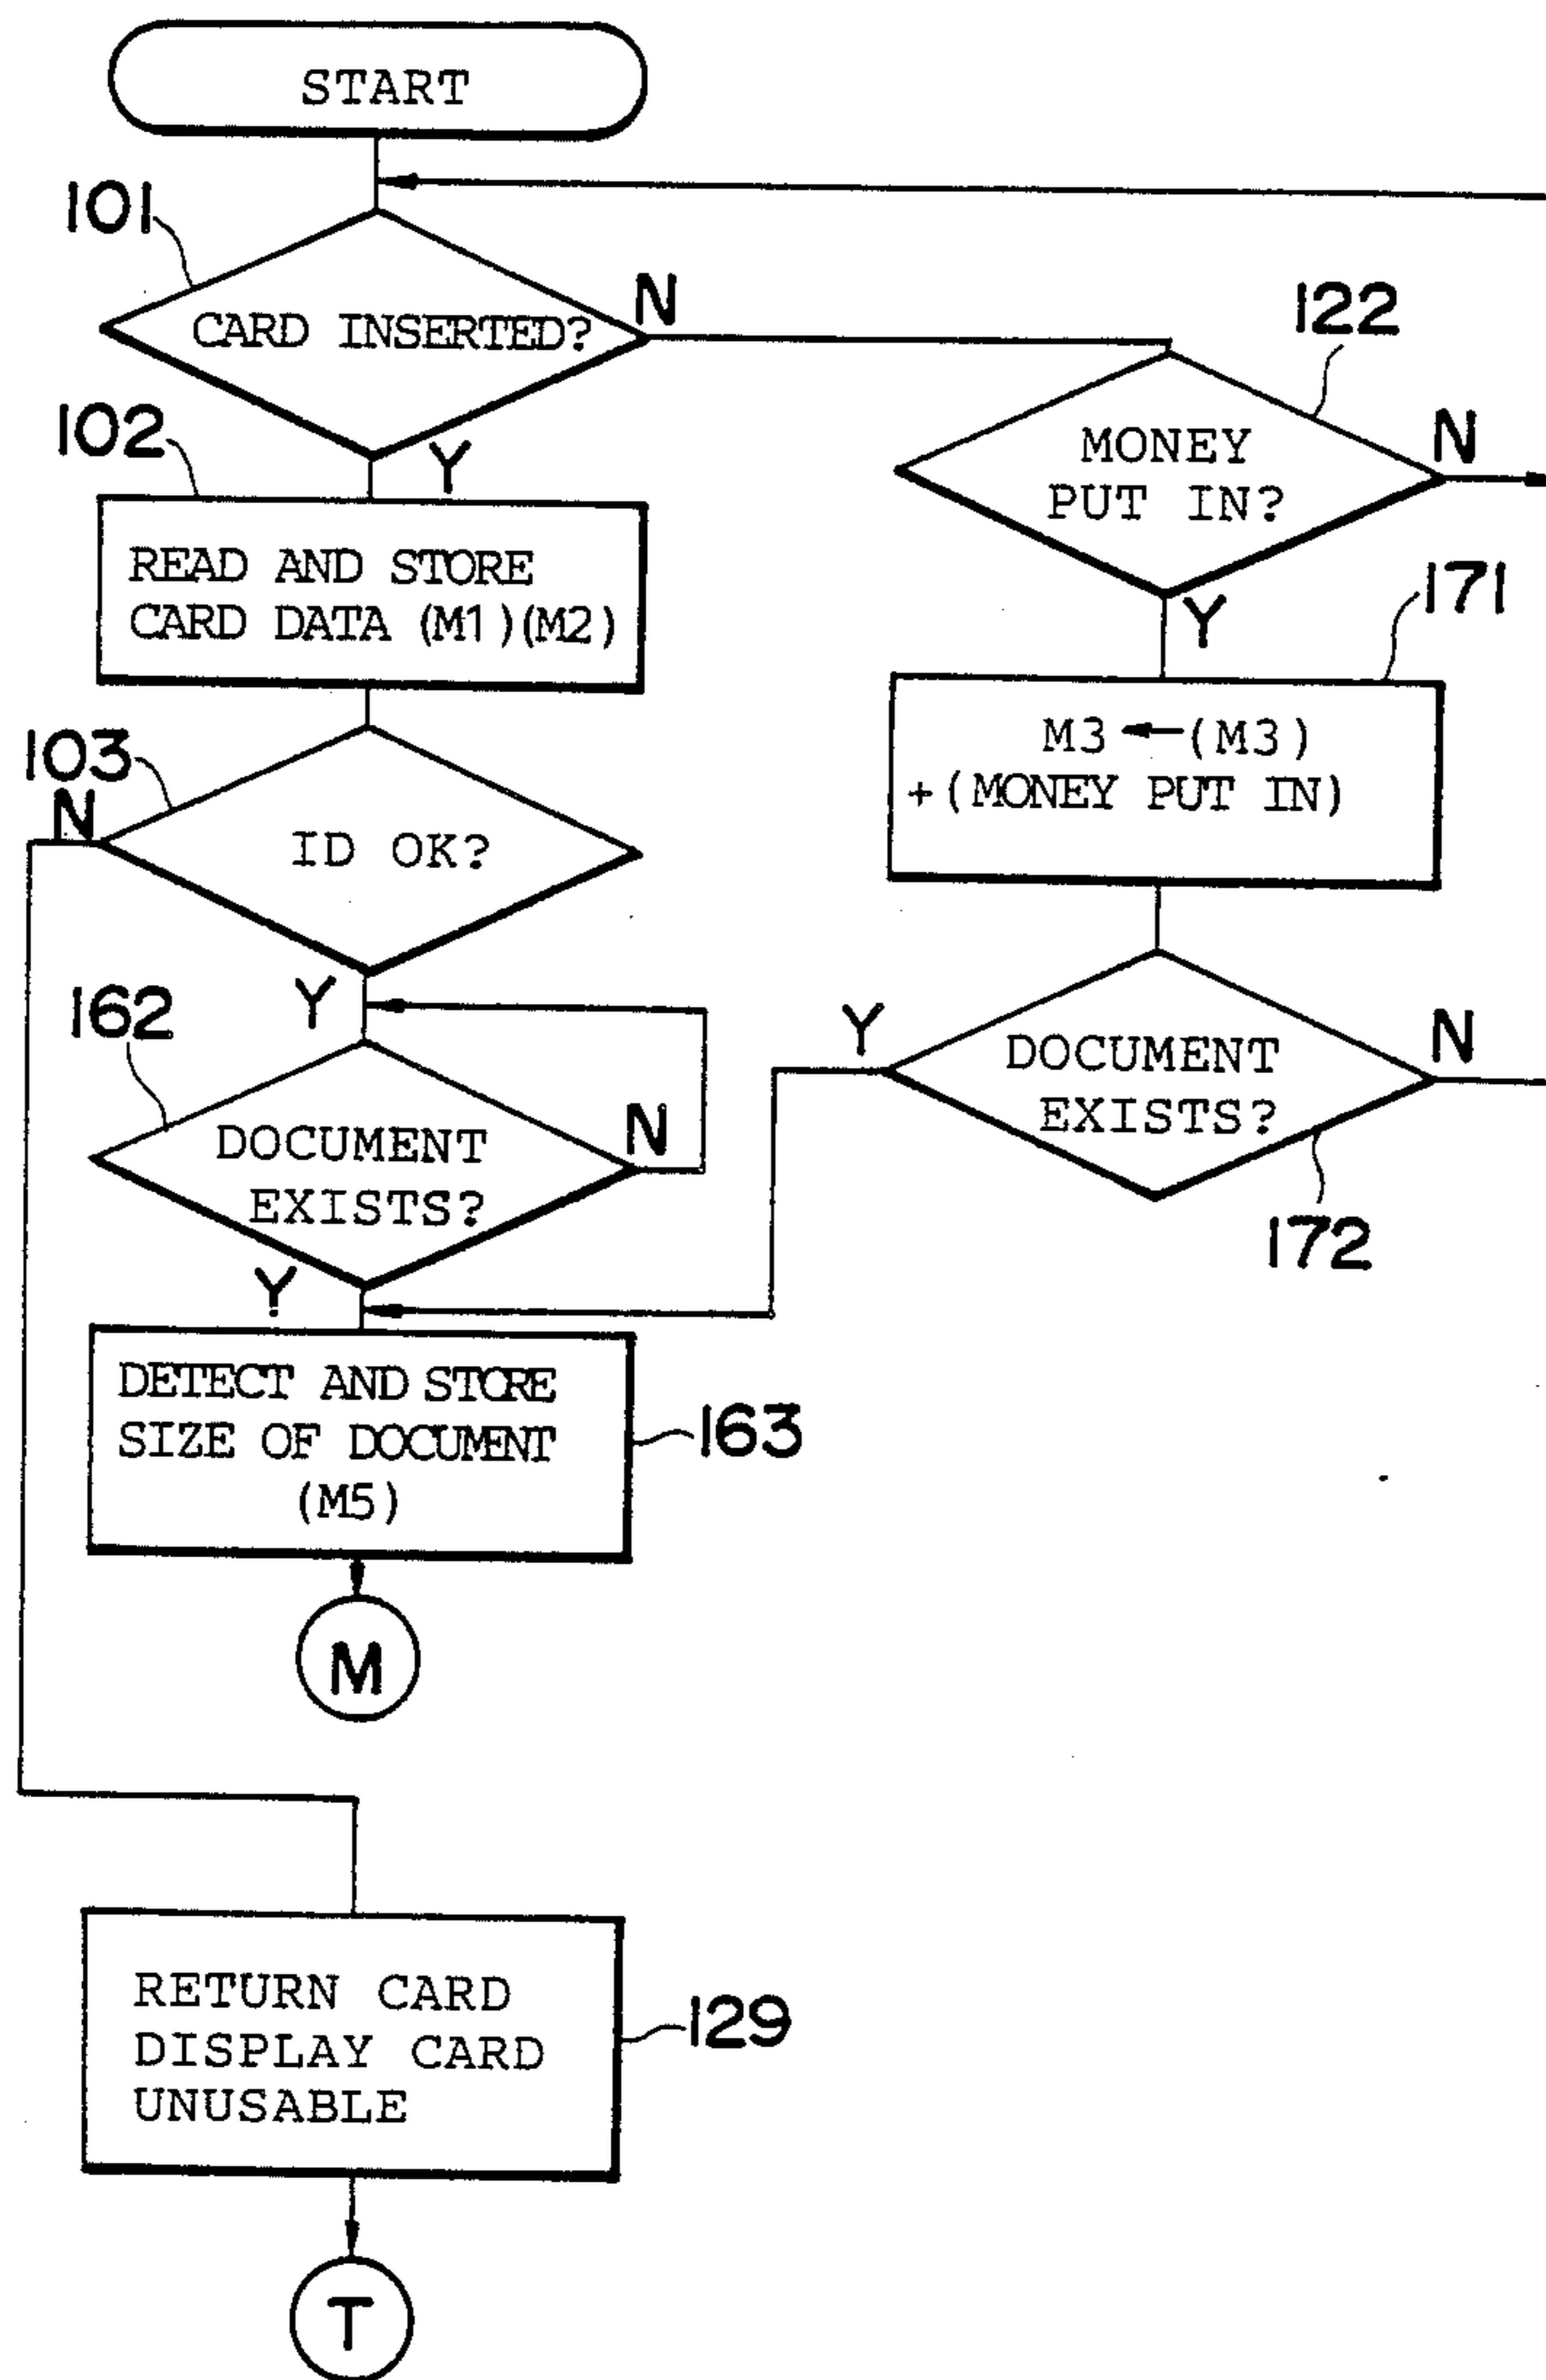 START
101
CARD INSERTED?
N
Y
102
READ AND STORE
CARD DATA (M1)(M2)
103
N
ID OK?
Y
162
DOCUMENT
EXISTS?
N
Y
DETECT AND STORE
SIZE OF DOCUMENT
(M5)
163
M
RETURN CARD
DISPLAY CARD
UNUSABLE
129
T
122
MONEY
PUT IN?
N
Y
171
M3 ← (M3)
+(MONEY PUT IN)
Y
DOCUMENT
EXISTS?
N
172